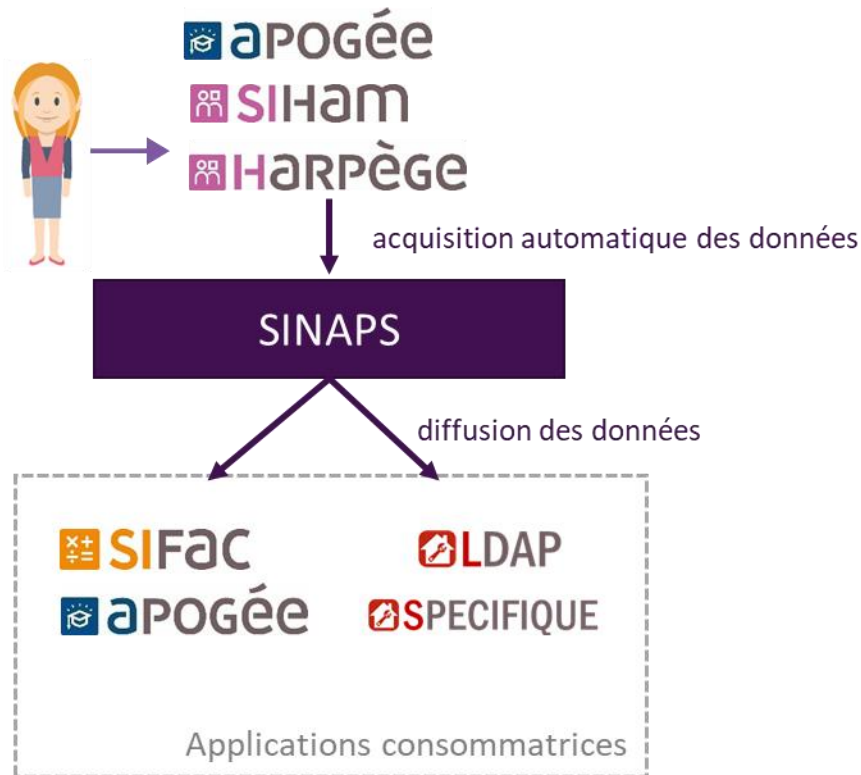 aPOGée
SIHam
HaRPèGe
acquisition automatique des données
SINAPS
diffusion des données
SIFaC
LDAP
aPOGée
SPECIFIQUE
Applications consommatrices